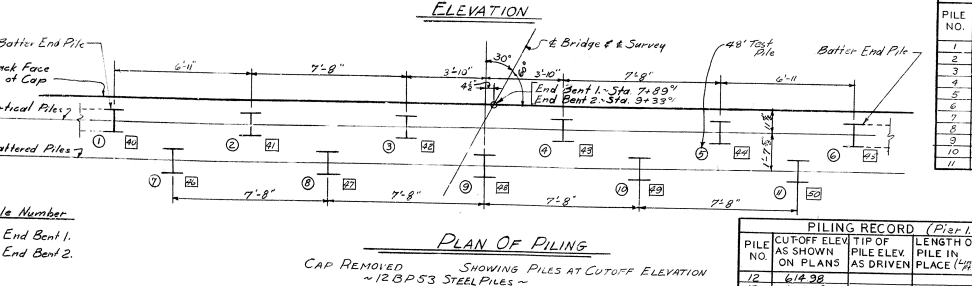 ELEVATION
PILE
NO.
1
2
3
4
5
6
7
8
9
10
11
Batter End Pile
Back Face
of Cap
Vertical Piles
Battered Piles
6'-11"
7'-8"
3'-10"
4½"
30°
60°
3'-10"
7'-8"
6'-11
℄ Bridge & ℄ Survey
48' Test
Pile
Batter End Pile
End Bent 1.~Sta. 7+89
End Bent 2.~Sta. 9+33
1 40
2 41
3 42
4 43
5 44
6 45
7 46
8 47
9 48
10 49
11 50
7'-8"
7'-8"
7'-8"
7'-8"
Pile Number
End Bent 1.
End Bent 2.
PLAN OF PILING
CAP REMOVED SHOWING PILES AT CUTOFF ELEVATION
~12BP53 STEEL PILES~
PILING RECORD (Pier 1.
PILE NO.
CUT-OFF ELEV. AS SHOWN ON PLANS
TIP OF PILE ELEV. AS DRIVEN
LENGTH OF PILE IN PLACE
12 614.98